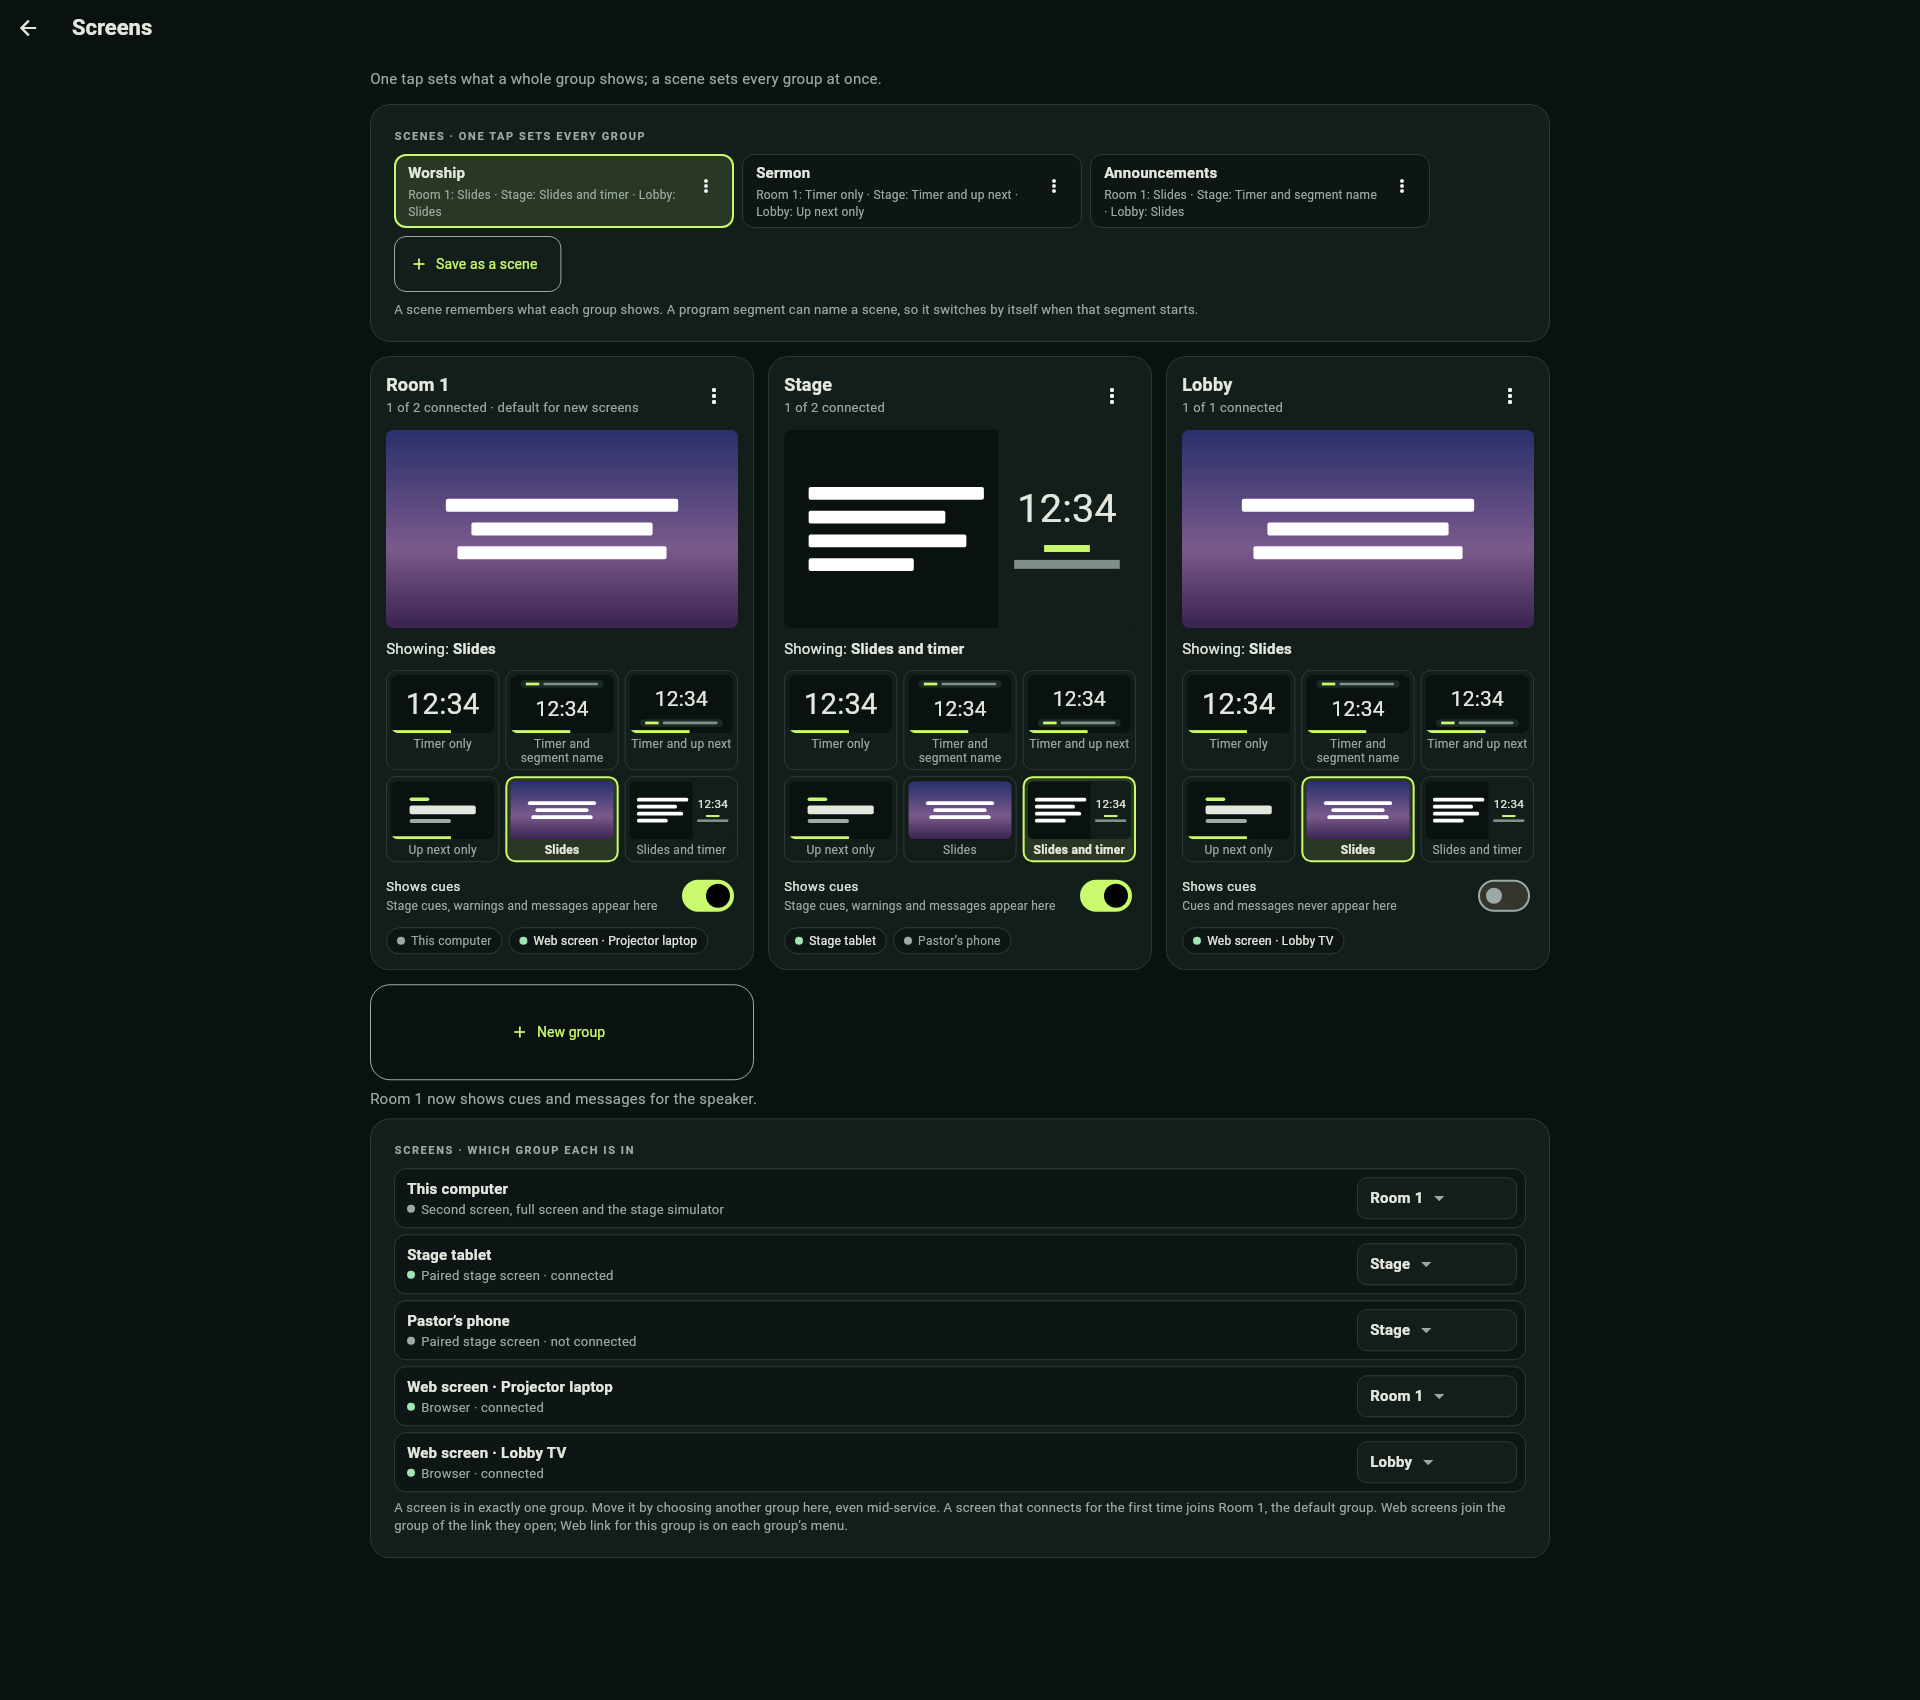 Screens
One tap sets what a whole group shows; a scene sets every group at once.
SCENES · ONE TAP SETS EVERY GROUP
Worship
Room 1: Slides · Stage: Slides and timer · Lobby:
Slides
Sermon
Room 1: Timer only · Stage: Timer and up next ·
Lobby: Up next only
Announcements
Room 1: Slides · Stage: Timer and segment name
· Lobby: Slides
+ Save as a scene
A scene remembers what each group shows. A program segment can name a scene, so it switches by itself when that segment starts.
Room 1
1 of 2 connected · default for new screens
Showing: Slides
12:34
Timer only
12:34
Timer and
segment name
12:34
Timer and up next
Up next only
Slides
12:34
Slides and timer
Shows cues
Stage cues, warnings and messages appear here
This computer
Web screen · Projector laptop
Stage
1 of 2 connected
12:34
Showing: Slides and timer
12:34
Timer only
12:34
Timer and
segment name
12:34
Timer and up next
Up next only
Slides
12:34
Slides and timer
Shows cues
Stage cues, warnings and messages appear here
Stage tablet
Pastor’s phone
Lobby
1 of 1 connected
Showing: Slides
12:34
Timer only
12:34
Timer and
segment name
12:34
Timer and up next
Up next only
Slides
12:34
Slides and timer
Shows cues
Cues and messages never appear here
Web screen · Lobby TV
+ New group
Room 1 now shows cues and messages for the speaker.
SCREENS · WHICH GROUP EACH IS IN
This computer
Second screen, full screen and the stage simulator
Room 1
Stage tablet
Paired stage screen · connected
Stage
Pastor’s phone
Paired stage screen · not connected
Stage
Web screen · Projector laptop
Browser · connected
Room 1
Web screen · Lobby TV
Browser · connected
Lobby
A screen is in exactly one group. Move it by choosing another group here, even mid-service. A screen that connects for the first time joins Room 1, the default group. Web screens join the
group of the link they open; Web link for this group is on each group’s menu.